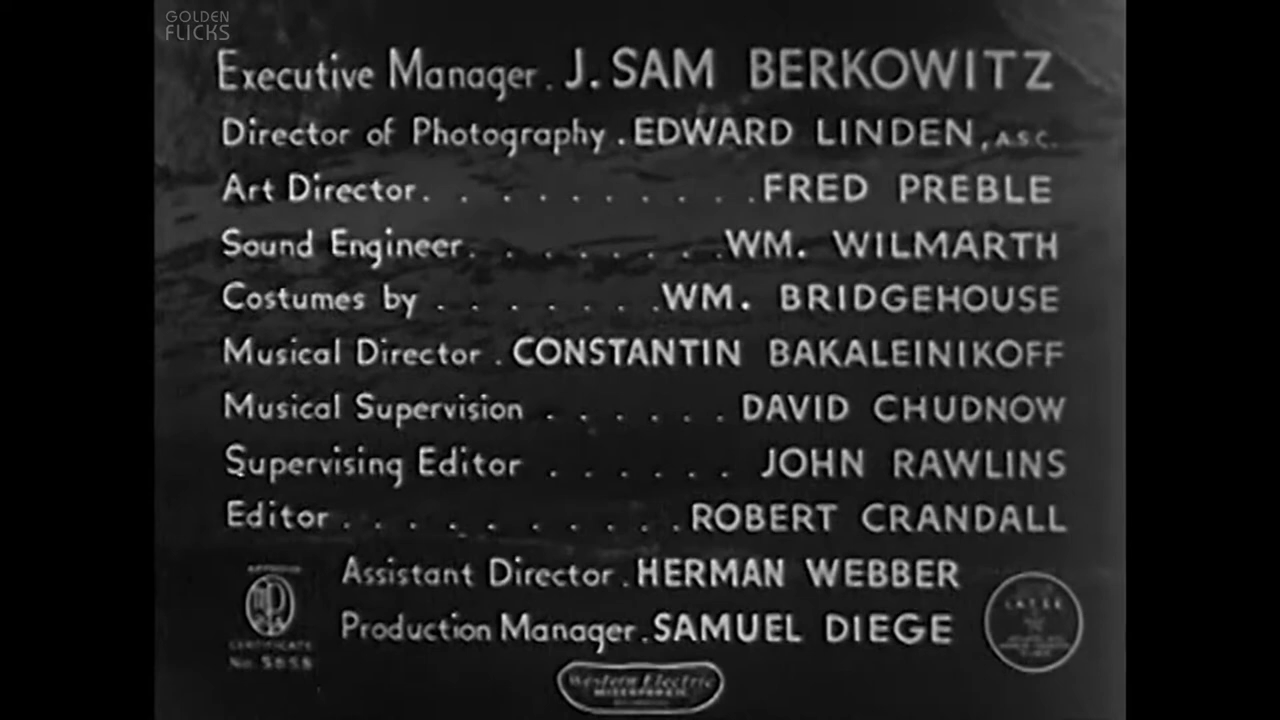 GOLDEN
FLICKS
Executive Manager. J. SAM BERKOWITZ
Director of Photography . EDWARD LINDEN, A.S.C.
Art Director. . . . . . . . . . FRED PREBLE
Sound Engineer. . . . . . . . WM. WILMARTH
Costumes by . . . . . . . WM. BRIDGEHOUSE
Musical Director . CONSTANTIN BAKALEINIKOFF
Musical Supervision . . . . . . DAVID CHUDNOW
Supervising Editor . . . . . . JOHN RAWLINS
Editor . . . . . . . . . . . ROBERT CRANDALL
Assistant Director . HERMAN WEBBER
Production Manager. SAMUEL DIEGE
CERTIFICATE
I.A.T.S.E.
Western Electric